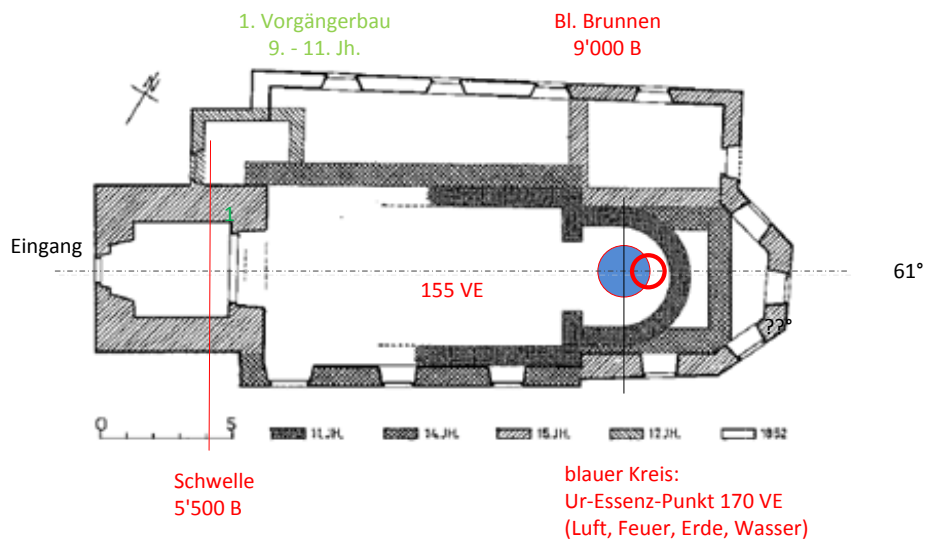 1. Vorgängerbau
9. - 11. Jh.
Bl. Brunnen
9'000 B
N
1
Eingang
155 VE
61°
??°
0 5
11.JH. 14.JH. 15.JH. 17.JH. 1852
Schwelle
5'500 B
blauer Kreis:
Ur-Essenz-Punkt 170 VE
(Luft, Feuer, Erde, Wasser)